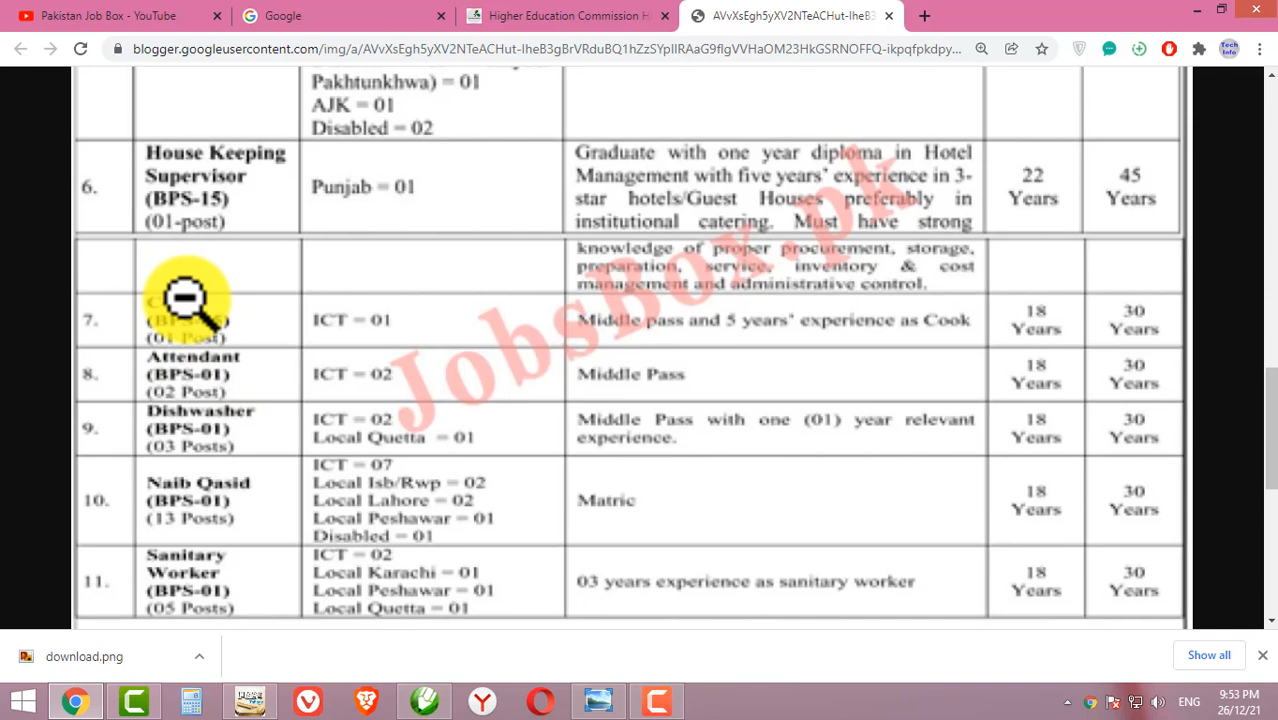 Pakistan Job Box - YouTube
Google
Higher Education Commission H
AVvXsEgh5yXV2NTeACHut-IheB3
blogger.googleusercontent.com/img/a/AVvXsEgh5yXV2NTeACHut-IheB3gBrVRduBQ1hZzSYpIlRAaG9flgVVHaOM23HkGSRNOFFQ-ikpqfpkdpy...
Tech
Info
Pakhtunkhwa) = 01
AJK = 01
Disabled = 02
6.
House Keeping
Supervisor
(BPS-15)
(01-post)
Punjab = 01
Graduate with one year diploma in Hotel
Management with five years' experience in 3-
star hotels/Guest Houses preferably in
institutional catering. Must have strong
22
Years
45
Years
knowledge of proper procurement, storage,
preparation, service, inventory & cost
management and administrative control.
7.
(01 Post)
ICT = 01
Middle pass and 5 years' experience as Cook
18
Years
30
Years
8.
Attendant
(BPS-01)
(02 Post)
ICT = 02
Middle Pass
18
Years
30
Years
9.
Dishwasher
(BPS-01)
(03 Posts)
ICT = 02
Local Quetta = 01
Middle Pass with one (01) year relevant
experience.
18
Years
30
Years
10.
Naib Qasid
(BPS-01)
(13 Posts)
ICT = 07
Local Isb/Rwp = 02
Local Lahore = 02
Local Peshawar = 01
Disabled = 01
Matric
18
Years
30
Years
11.
Sanitary
Worker
(BPS-01)
(05 Posts)
ICT = 02
Local Karachi = 01
Local Peshawar = 01
Local Quetta = 01
03 years experience as sanitary worker
18
Years
30
Years
JobsBox.pk
download.png
Show all
ENG
9:53 PM
26/12/21